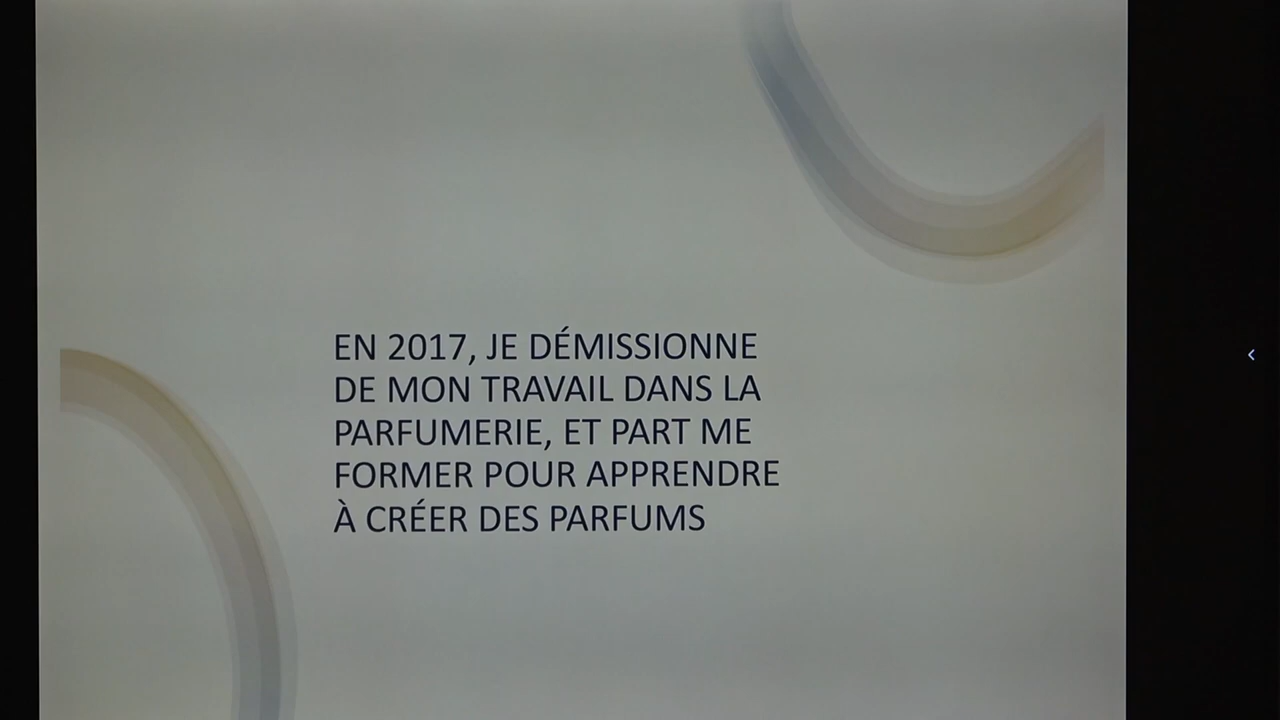 EN 2017, JE DÉMISSIONNE
DE MON TRAVAIL DANS LA
PARFUMERIE, ET PART ME
FORMER POUR APPRENDRE
À CRÉER DES PARFUMS